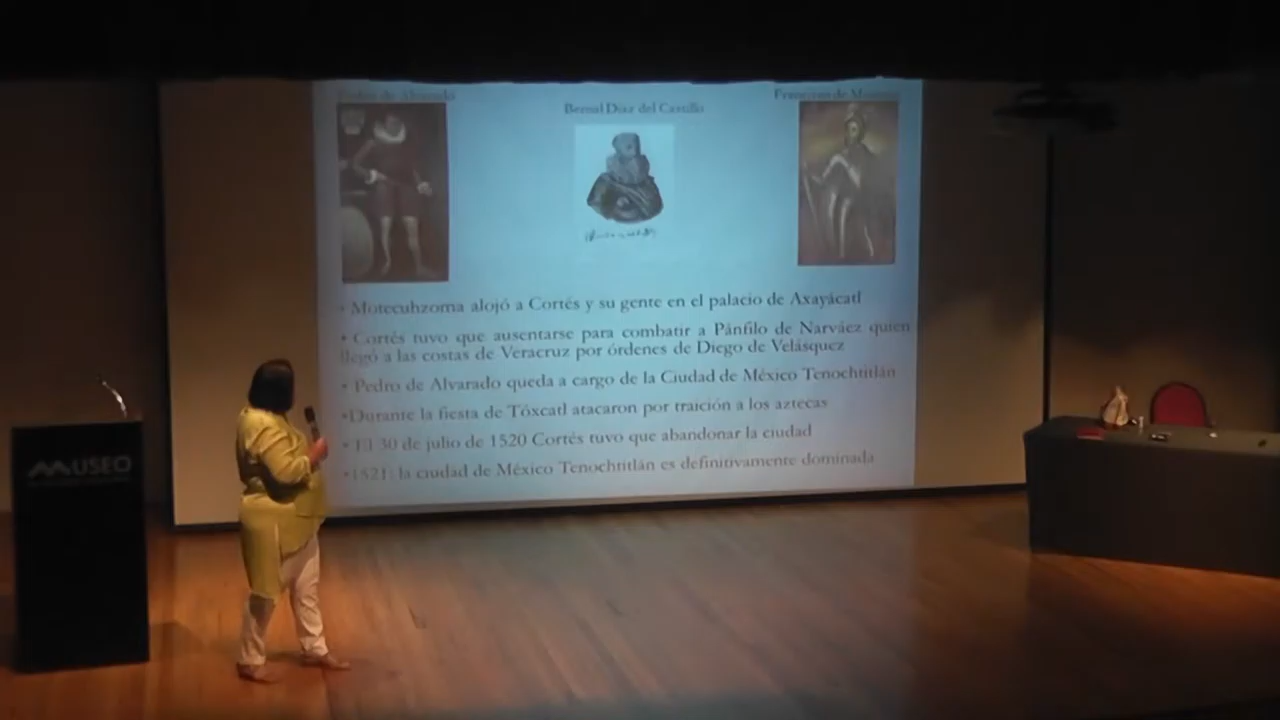 Bernal Díaz del Castillo
Francisco de
• Motecuhzoma alojó a Cortés y su gente en el palacio de Axayácatl
• Cortés tuvo que ausentarse para combatir a Pánfilo de Narváez quien
llegó a las costas de Veracruz por órdenes de Diego de Velásquez
• Pedro de Alvarado queda a cargo de la Ciudad de México Tenochtitlán
•Durante la fiesta de Tóxcatl atacaron por traición a los aztecas
• El 30 de julio de 1520 Cortés tuvo que abandonar la ciudad
•1521: la ciudad de México Tenochtitlán es definitivamente dominada
MUSEO